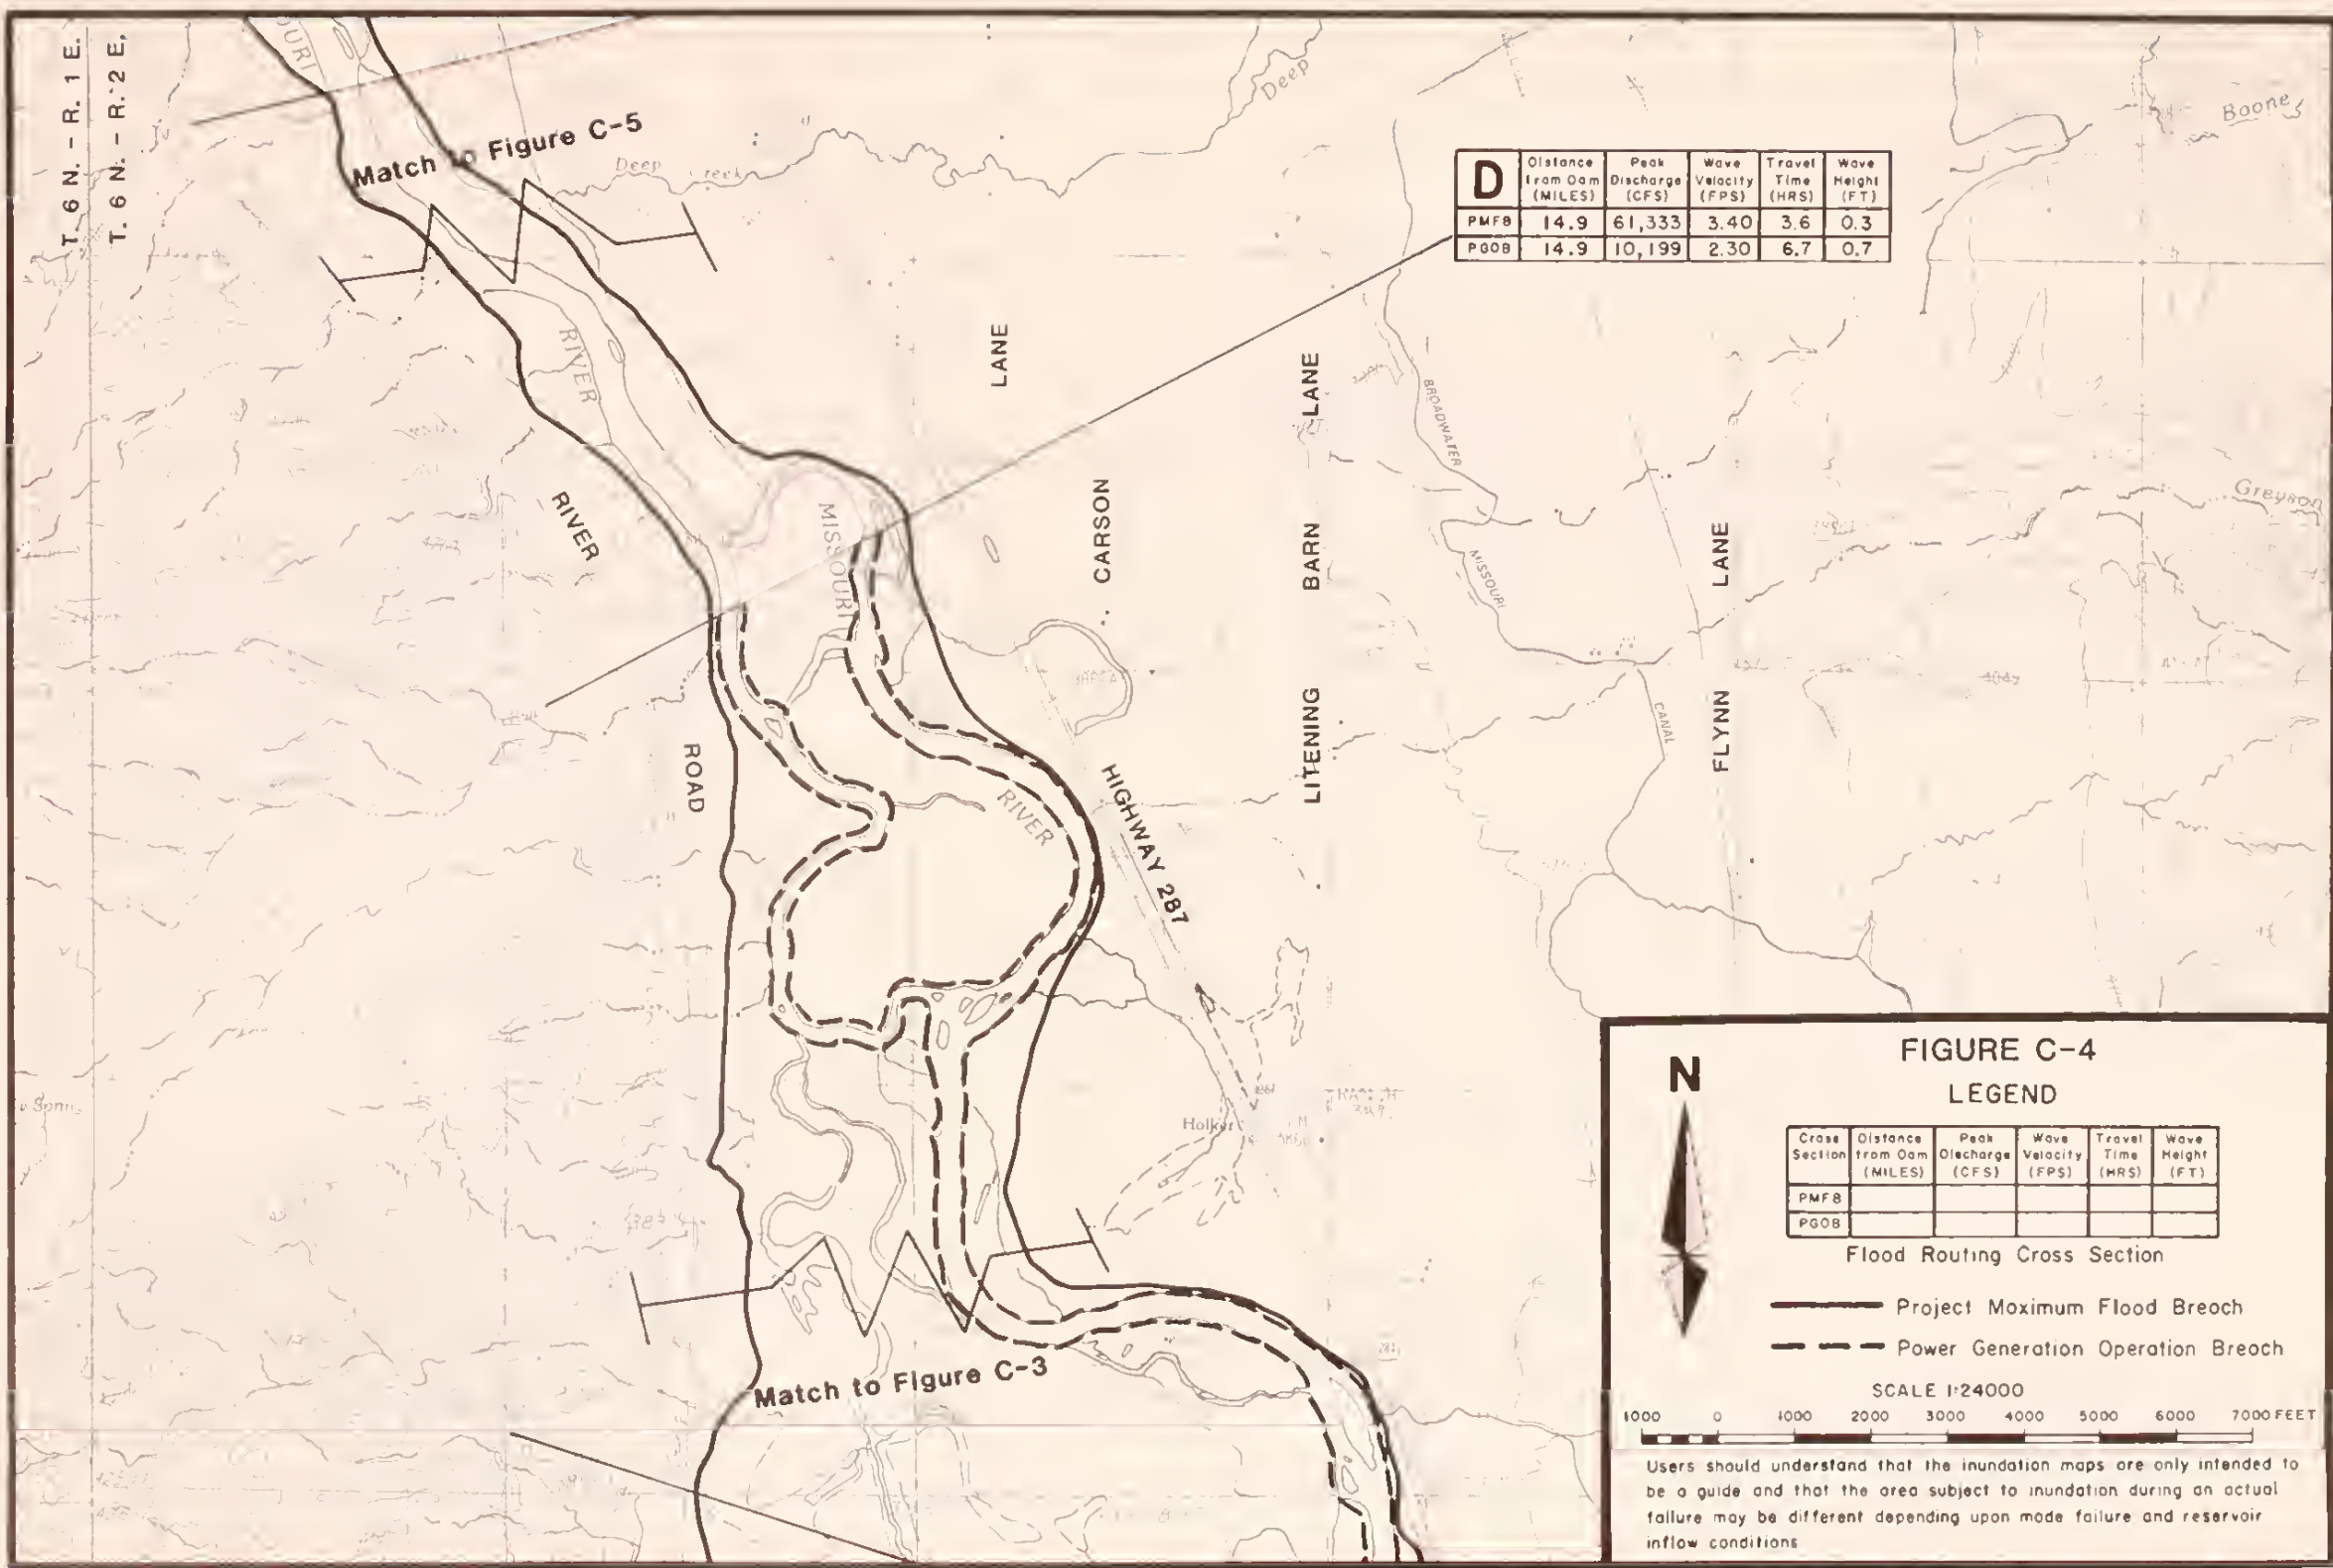 T. 6 N. - R. 1 E.
T. 6 N. - R. 2 E,
OURI
Match to Figure C-5
Deep Creek
Deep
Boone
D
Distance from Dam (MILES)
Peak Discharge (CFS)
Wave Velocity (FPS)
Travel Time (HRS)
Wave Height (FT)
PMFB 14.9 61,333 3.40 3.6 0.3
PGOB 14.9 10,199 2.30 6.7 0.7
RIVER
LANE
CARSON
LANE
BARN
LITENING
BROADWATER
MISSOURI
CANAL
LANE
FLYNN
Greyson
RIVER
ROAD
MISSOURI
RIVER
HIGHWAY 287
Holker
Match to Figure C-3
FIGURE C-4
LEGEND
N
Cross Section
Distance from Dam (MILES)
Peak Discharge (CFS)
Wave Velocity (FPS)
Travel Time (HRS)
Wave Height (FT)
PMFB
PGOB
Flood Routing Cross Section
Project Maximum Flood Breach
Power Generation Operation Breach
SCALE 1:24000
1000 0 1000 2000 3000 4000 5000 6000 7000 FEET
Users should understand that the inundation maps are only intended to
be a guide and that the area subject to inundation during an actual
failure may be different depending upon mode failure and reservoir
inflow conditions